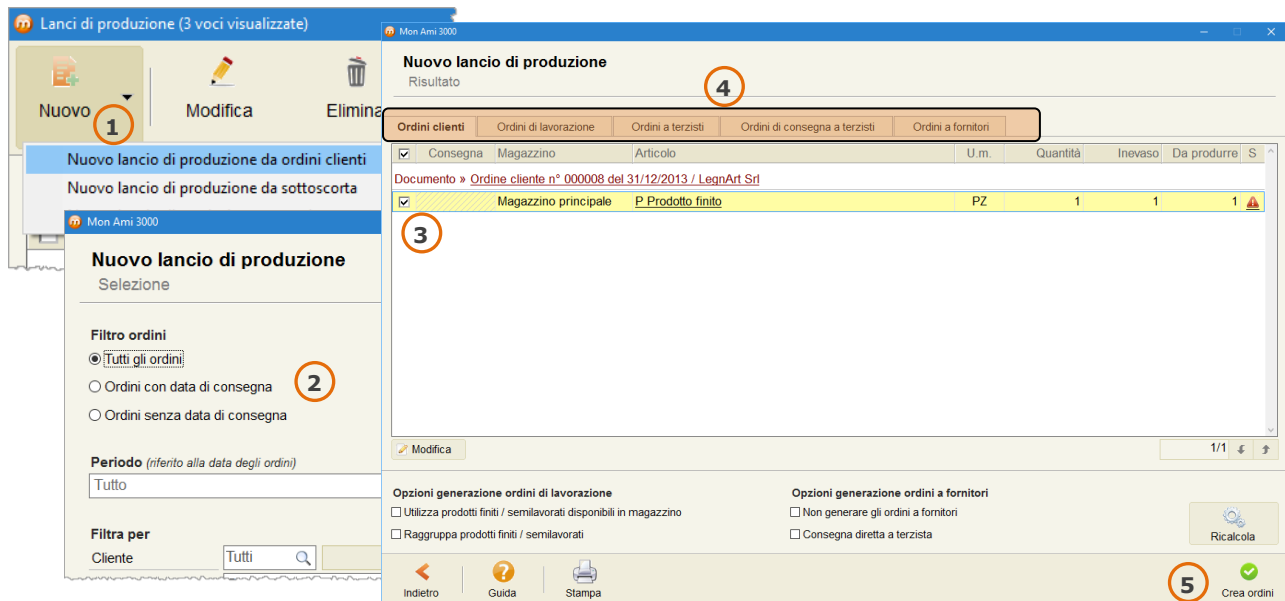 Lanci di produzione (3 voci visualizzate)
Nuovo
Modifica
Elimina
1
Nuovo lancio di produzione da ordini clienti
Nuovo lancio di produzione da sottoscorta
Mon Ami 3000
Nuovo lancio di produzione
Selezione
Filtro ordini
Tutti gli ordini
Ordini con data di consegna
Ordini senza data di consegna
2
Periodo (riferito alla data degli ordini)
Tutto
Filtra per
Cliente Tutti
Mon Ami 3000
Nuovo lancio di produzione
Risultato
4
Ordini clienti Ordini di lavorazione Ordini a terzisti Ordini di consegna a terzisti Ordini a fornitori
Consegna Magazzino Articolo U.m. Quantità Inevaso Da produrre S
Documento » Ordine cliente n° 000008 del 31/12/2013 / LegnArt Srl
Magazzino principale P Prodotto finito PZ 1 1 1
3
Modifica 1/1
Opzioni generazione ordini di lavorazione
Utilizza prodotti finiti / semilavorati disponibili in magazzino
Raggruppa prodotti finiti / semilavorati
Opzioni generazione ordini a fornitori
Non generare gli ordini a fornitori
Consegna diretta a terzista
Ricalcola
Indietro Guida Stampa
5
Crea ordini